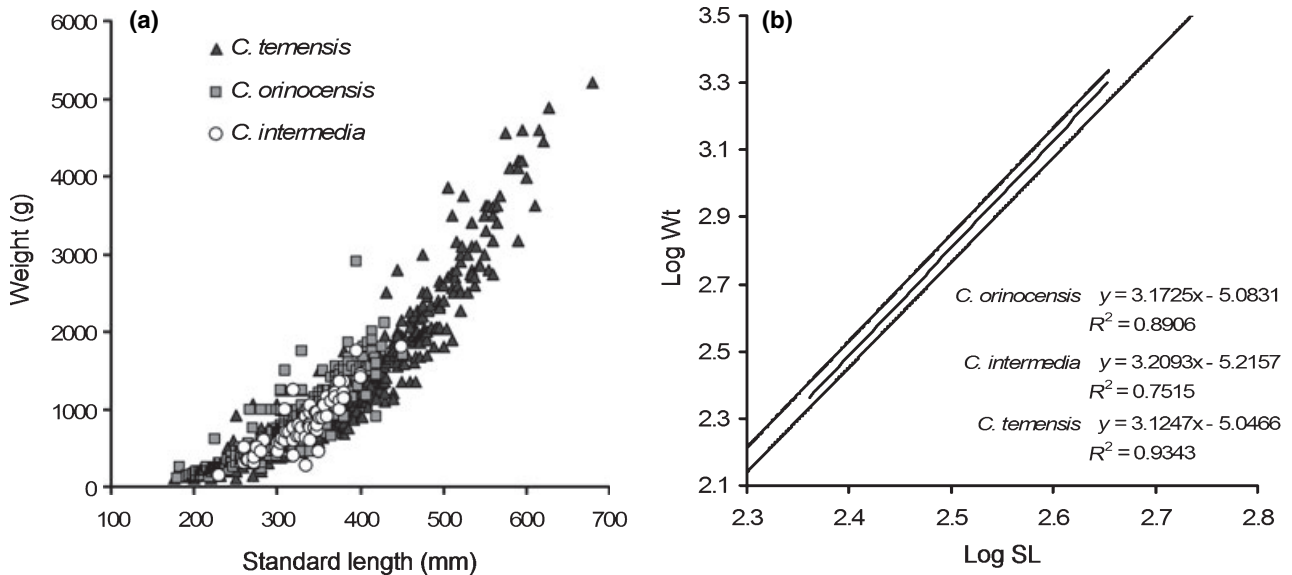 (a)
6000
5000
4000
3000
2000
1000
0
100 200 300 400 500 600 700
Weight (g)
Standard length (mm)
C. temensis
C. orinocensis
C. intermedia
(b)
3.5
3.3
3.1
2.9
2.7
2.5
2.3
2.1
2.3 2.4 2.5 2.6 2.7 2.8
Log Wt
Log SL
C. orinocensis y = 3.1725x - 5.0831
R² = 0.8906
C. intermedia y = 3.2093x - 5.2157
R² = 0.7515
C. temensis y = 3.1247x - 5.0466
R² = 0.9343